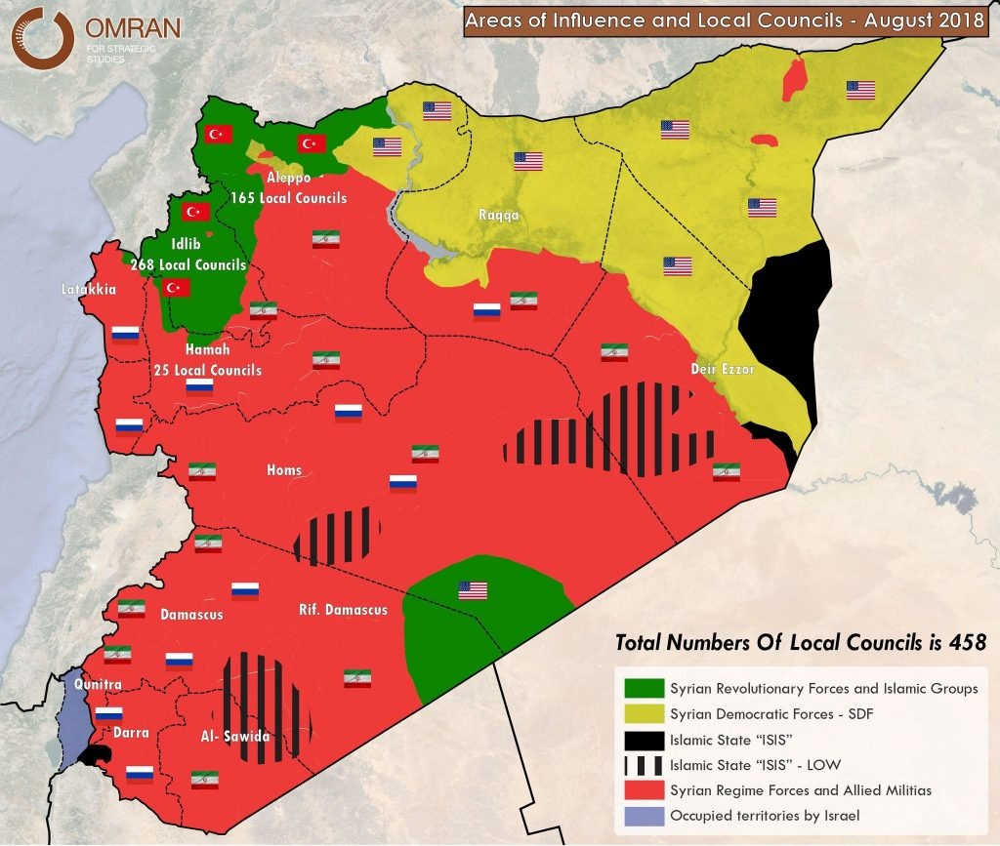 OMRAN
FOR STRATEGIC
STUDIES
Areas of Influence and Local Councils - August 2018
Aleppo
165 Local Councils
Raqqa
Idlib
268 Local Councils
Latakkia
Hamah
25 Local Councils
Deir Ezzor
Homs
Damascus
Rif. Damascus
Qunitra
Darra
Al- Sawida
Total Numbers Of Local Councils is 458
Syrian Revolutionary Forces and Islamic Groups
Syrian Democratic Forces - SDF
Islamic State “ISIS”
Islamic State “ISIS” - LOW
Syrian Regime Forces and Allied Militias
Occupied territories by Israel